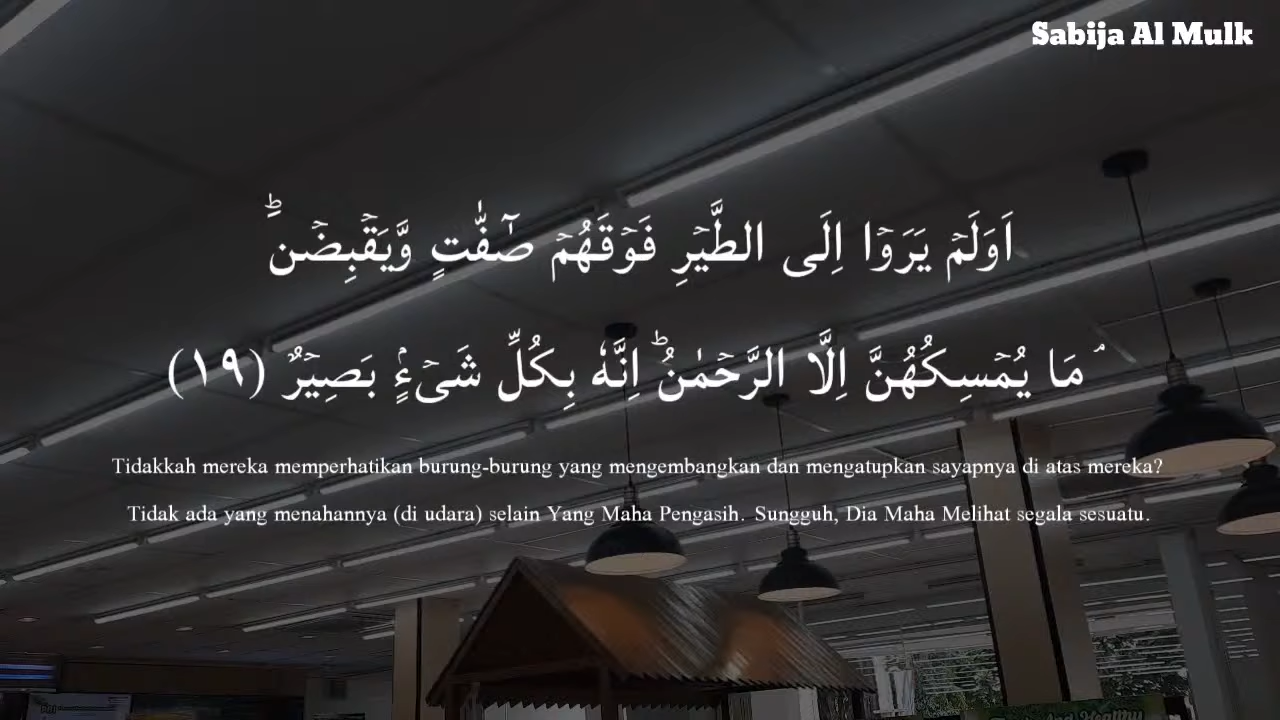 Sabija Al Mulk
اَوَلَمۡ يَرَوۡا اِلَى الطَّيۡرِ فَوۡقَهُمۡ صٰٓفّٰتٍ وَّيَقۡبِضۡنَؕ
ۘ مَا يُمۡسِكُهُنَّ اِلَّا الرَّحۡمٰنُؕ اِنَّهٗ بِكُلِّ شَىۡءٍۢ بَصِيۡرٌ (١٩)
Tidakkah mereka memperhatikan burung-burung yang mengembangkan dan mengatupkan sayapnya di atas mereka?
Tidak ada yang menahannya (di udara) selain Yang Maha Pengasih. Sungguh, Dia Maha Melihat segala sesuatu.